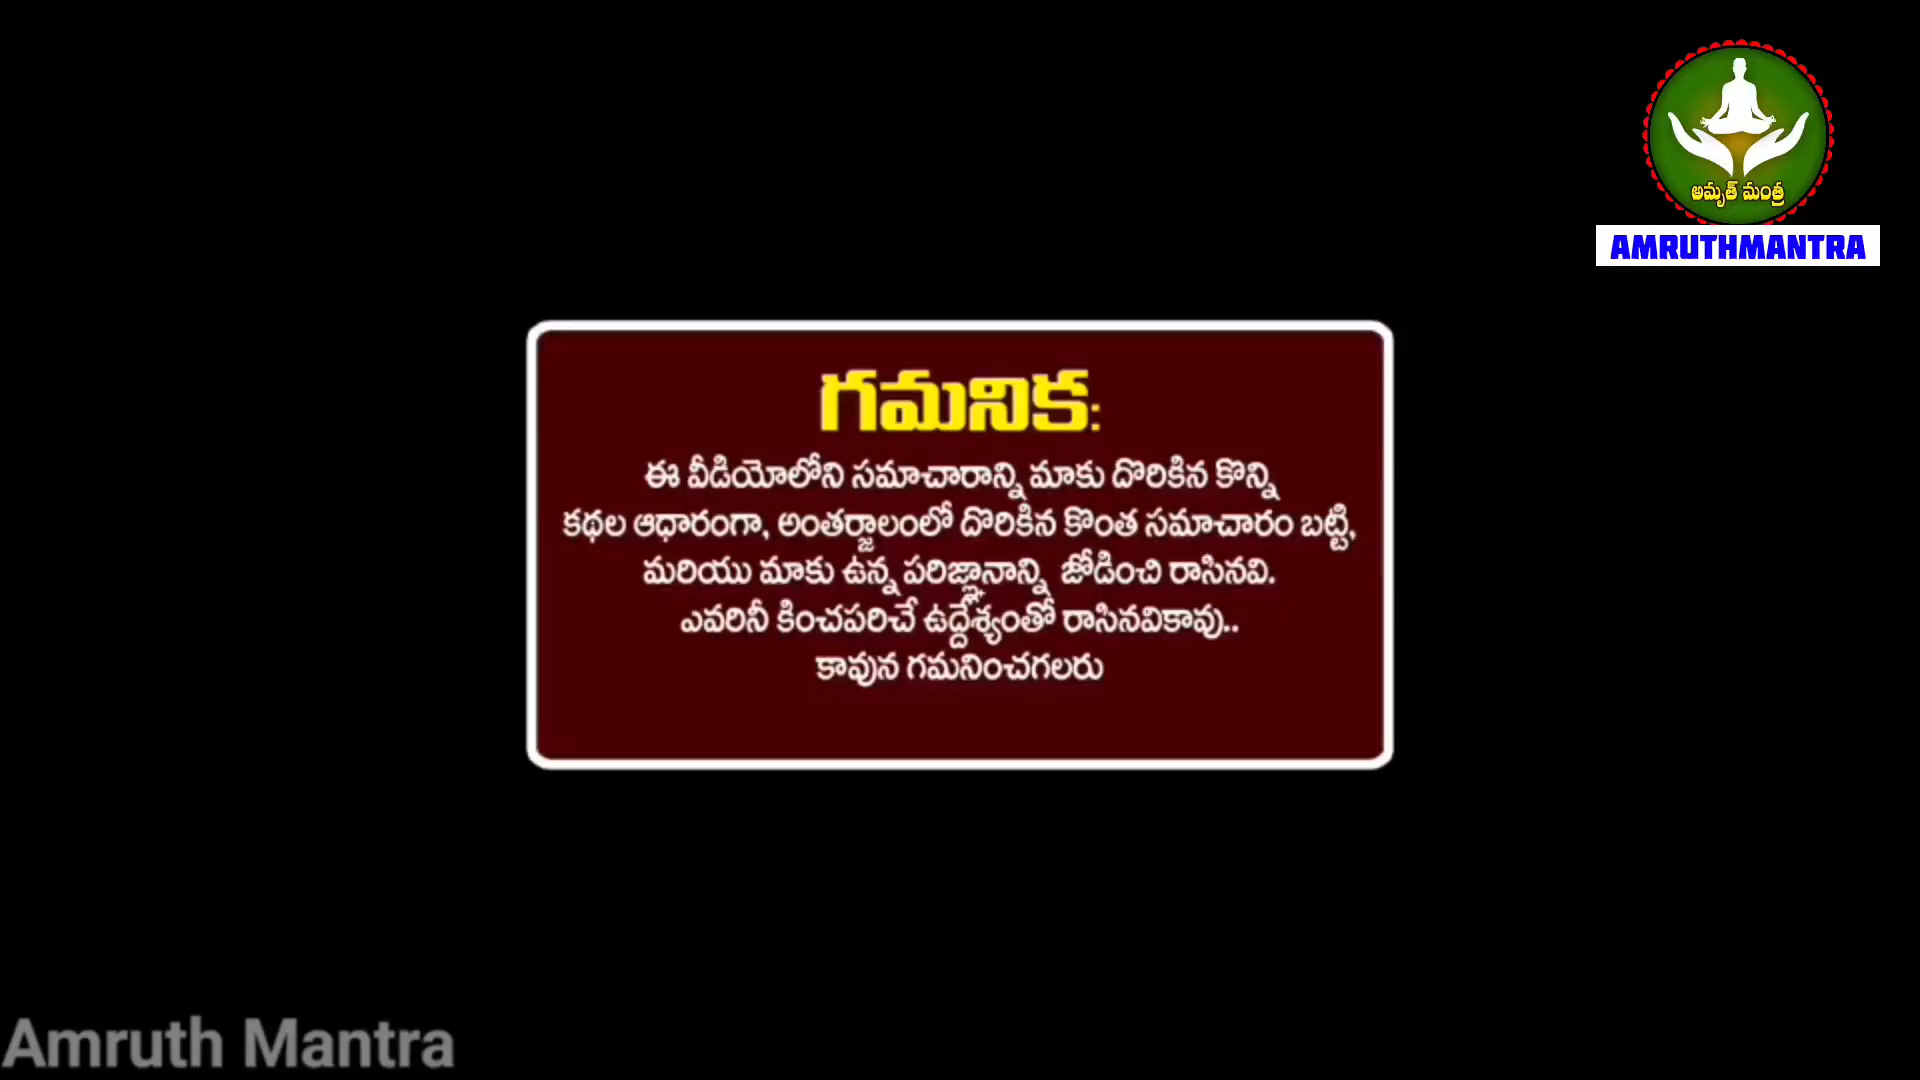 అమృత్ మంత్ర
AMRUTHMANTRA
గమనిక:
ఈ వీడియోలోని సమాచారాన్ని మాకు దొరికిన కొన్ని
కథల ఆధారంగా, అంతర్జాలంలో దొరికిన కొంత సమాచారం బట్టి,
మరియు మాకు ఉన్న పరిజ్ఞానాన్ని జోడించి రాసినవి.
ఎవరినీ కించపరిచే ఉద్దేశ్యంతో రాసినవికావు..
కావున గమనించగలరు
Amruth Mantra